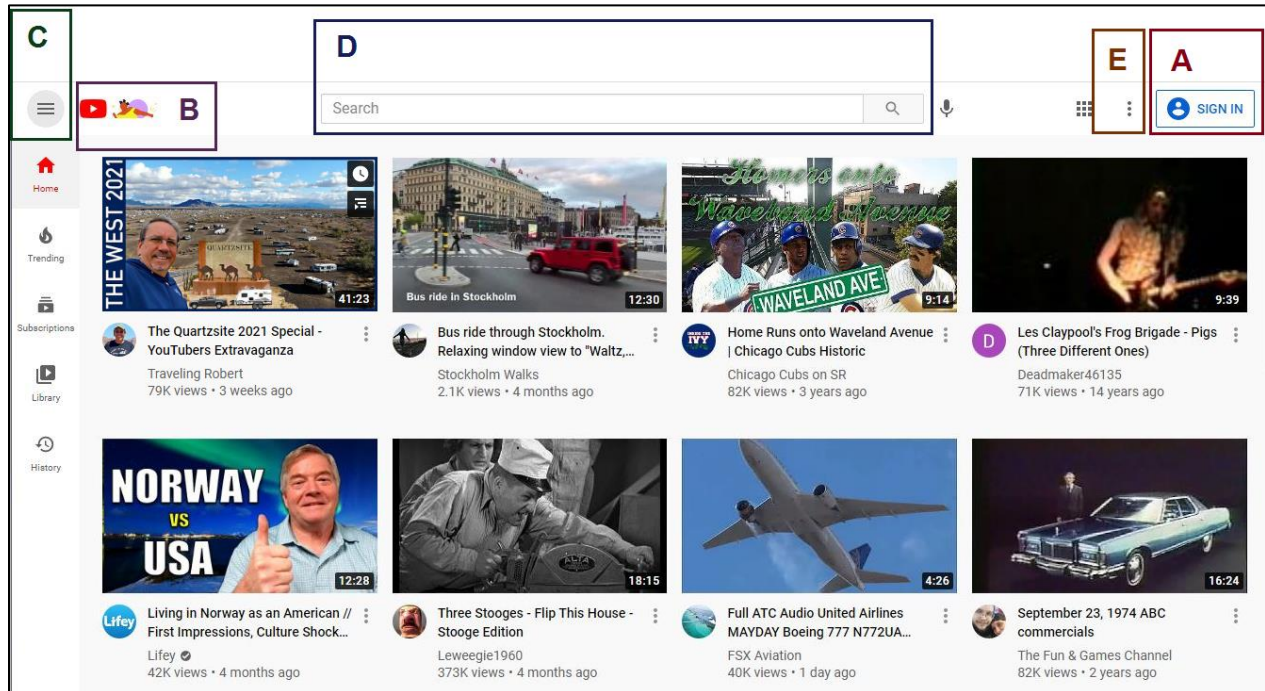 C
D
E
A
B
Search
SIGN IN
Home
Trending
Subscriptions
Library
History
THE WEST 2021
QUARTZSITE
41:23
Bus ride in Stockholm
12:30
Homers onto
Waveland Avenue
WAVELAND AVE
9:14
9:39
The Quartzsite 2021 Special -
YouTubers Extravaganza
Traveling Robert
79K views • 3 weeks ago
Bus ride through Stockholm.
Relaxing window view to "Waltz,...
Stockholm Walks
2.1K views • 4 months ago
IVY
Home Runs onto Waveland Avenue
| Chicago Cubs Historic
Chicago Cubs on SR
82K views • 3 years ago
D
Les Claypool's Frog Brigade - Pigs
(Three Different Ones)
Deadmaker46135
71K views • 14 years ago
NORWAY
VS
USA
12:28
ALTA
18:15
4:26
16:24
Lifey
Living in Norway as an American //
First Impressions, Culture Shock...
Lifey
42K views • 4 months ago
Three Stooges - Flip This House -
Stooge Edition
Leweegie1960
373K views • 4 months ago
Full ATC Audio United Airlines
MAYDAY Boeing 777 N772UA...
FSX Aviation
40K views • 1 day ago
September 23, 1974 ABC
commercials
The Fun & Games Channel
82K views • 2 years ago